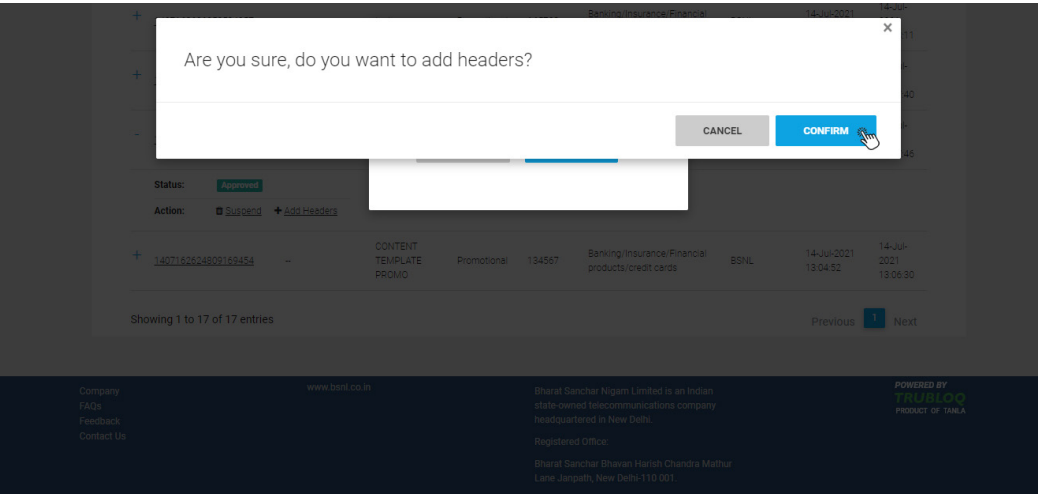 Banking/Insurance/Financial
14-Jul-2021
14-Jul-
11
×
Are you sure, do you want to add headers?
+
+
40
CANCEL
CONFIRM
-
46
Status: Approved
Action: Suspend + Add Headers
+ 1407162624809169454 – CONTENT TEMPLATE PROMO Promotional 134567 Banking/Insurance/Financial products/credit cards BSNL 14-Jul-2021 13:04:52 14-Jul-2021 13:06:30
Showing 1 to 17 of 17 entries
Previous 1 Next
Company
FAQs
Feedback
Contact Us
www.bsnl.co.in
Bharat Sanchar Nigam Limited is an Indian
state-owned telecommunications company
headquartered in New Delhi.
Registered Office:
Bharat Sanchar Bhavan Harish Chandra Mathur
Lane Janpath, New Delhi-110 001.
POWERED BY
TRUBLOQ
PRODUCT OF TANLA